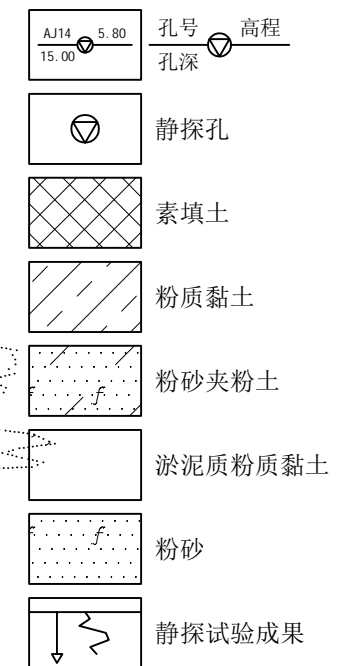 AJ14 5.80 孔号 高程
15.00 孔深
静探孔
素填土
粉质黏土
f f 粉砂夹粉土
淤泥质粉质黏土
f f 粉砂
静探试验成果